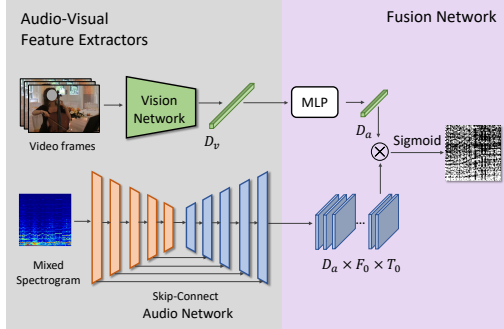 Audio-Visual
Feature Extractors
Fusion Network
Vision
Network
MLP
Video frames
D_v
D_a
Sigmoid
Mixed
Spectrogram
D_a × F_0 × T_0
Skip-Connect
Audio Network